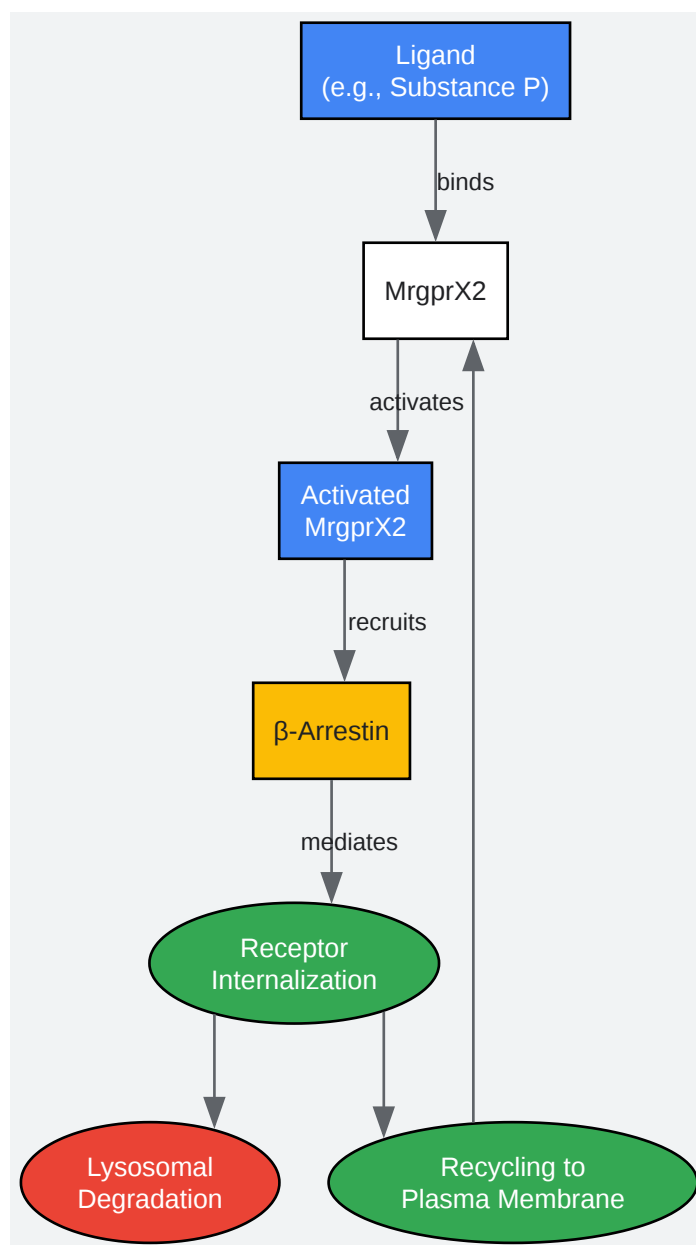 Ligand
(e.g., Substance P)
binds
MrgprX2
activates
Activated
MrgprX2
recruits
β-Arrestin
mediates
Receptor
Internalization
Lysosomal
Degradation
Recycling to
Plasma Membrane